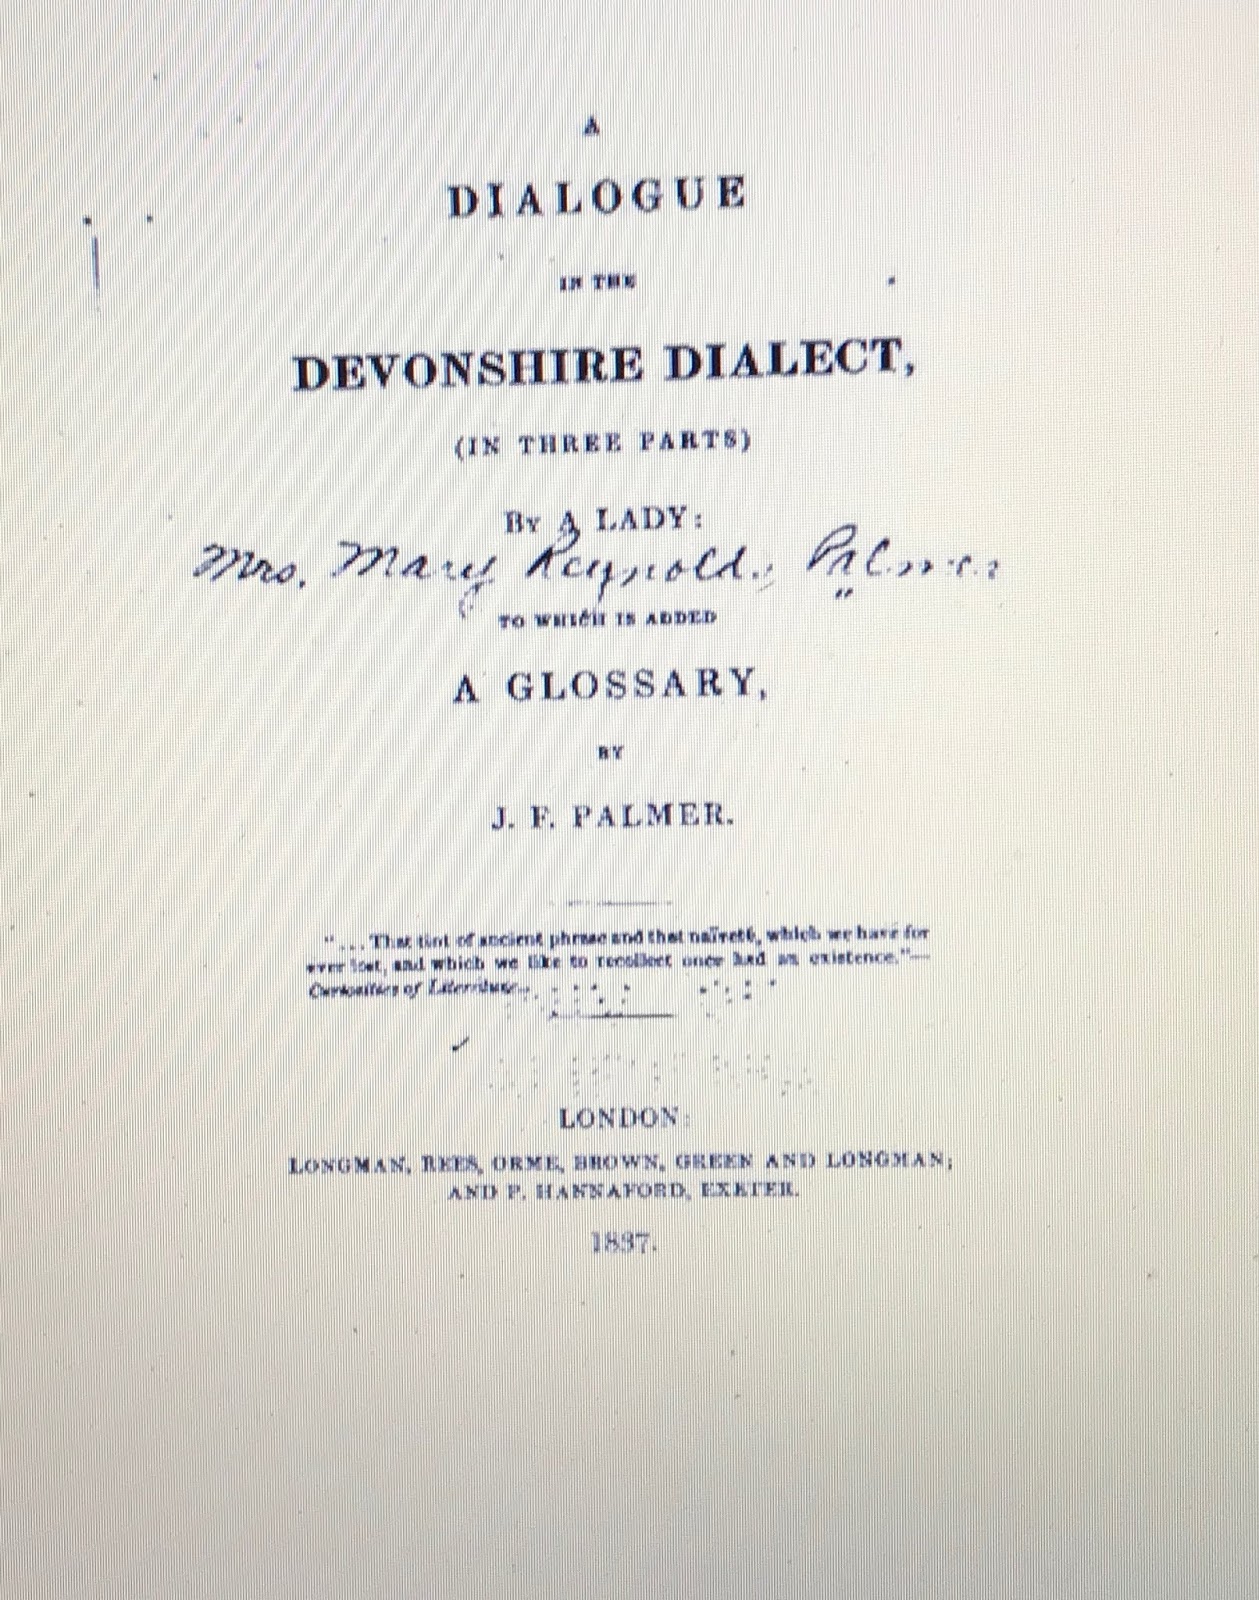 A
DIALOGUE
IN THE
DEVONSHIRE DIALECT,
(IN THREE PARTS)
By A LADY:
Mrs. Mary Reynolds Palmer
TO WHICH IS ADDED
A GLOSSARY,
BY
J. F. PALMER.
"... That tint of ancient phrase and that naïveté, which we have for
ever lost, and which we like to recollect once had an existence."—
Curiosities of Literature.
LONDON:
LONGMAN, REES, ORME, BROWN, GREEN AND LONGMAN;
AND P. HANNAFORD, EXETER.
1837.